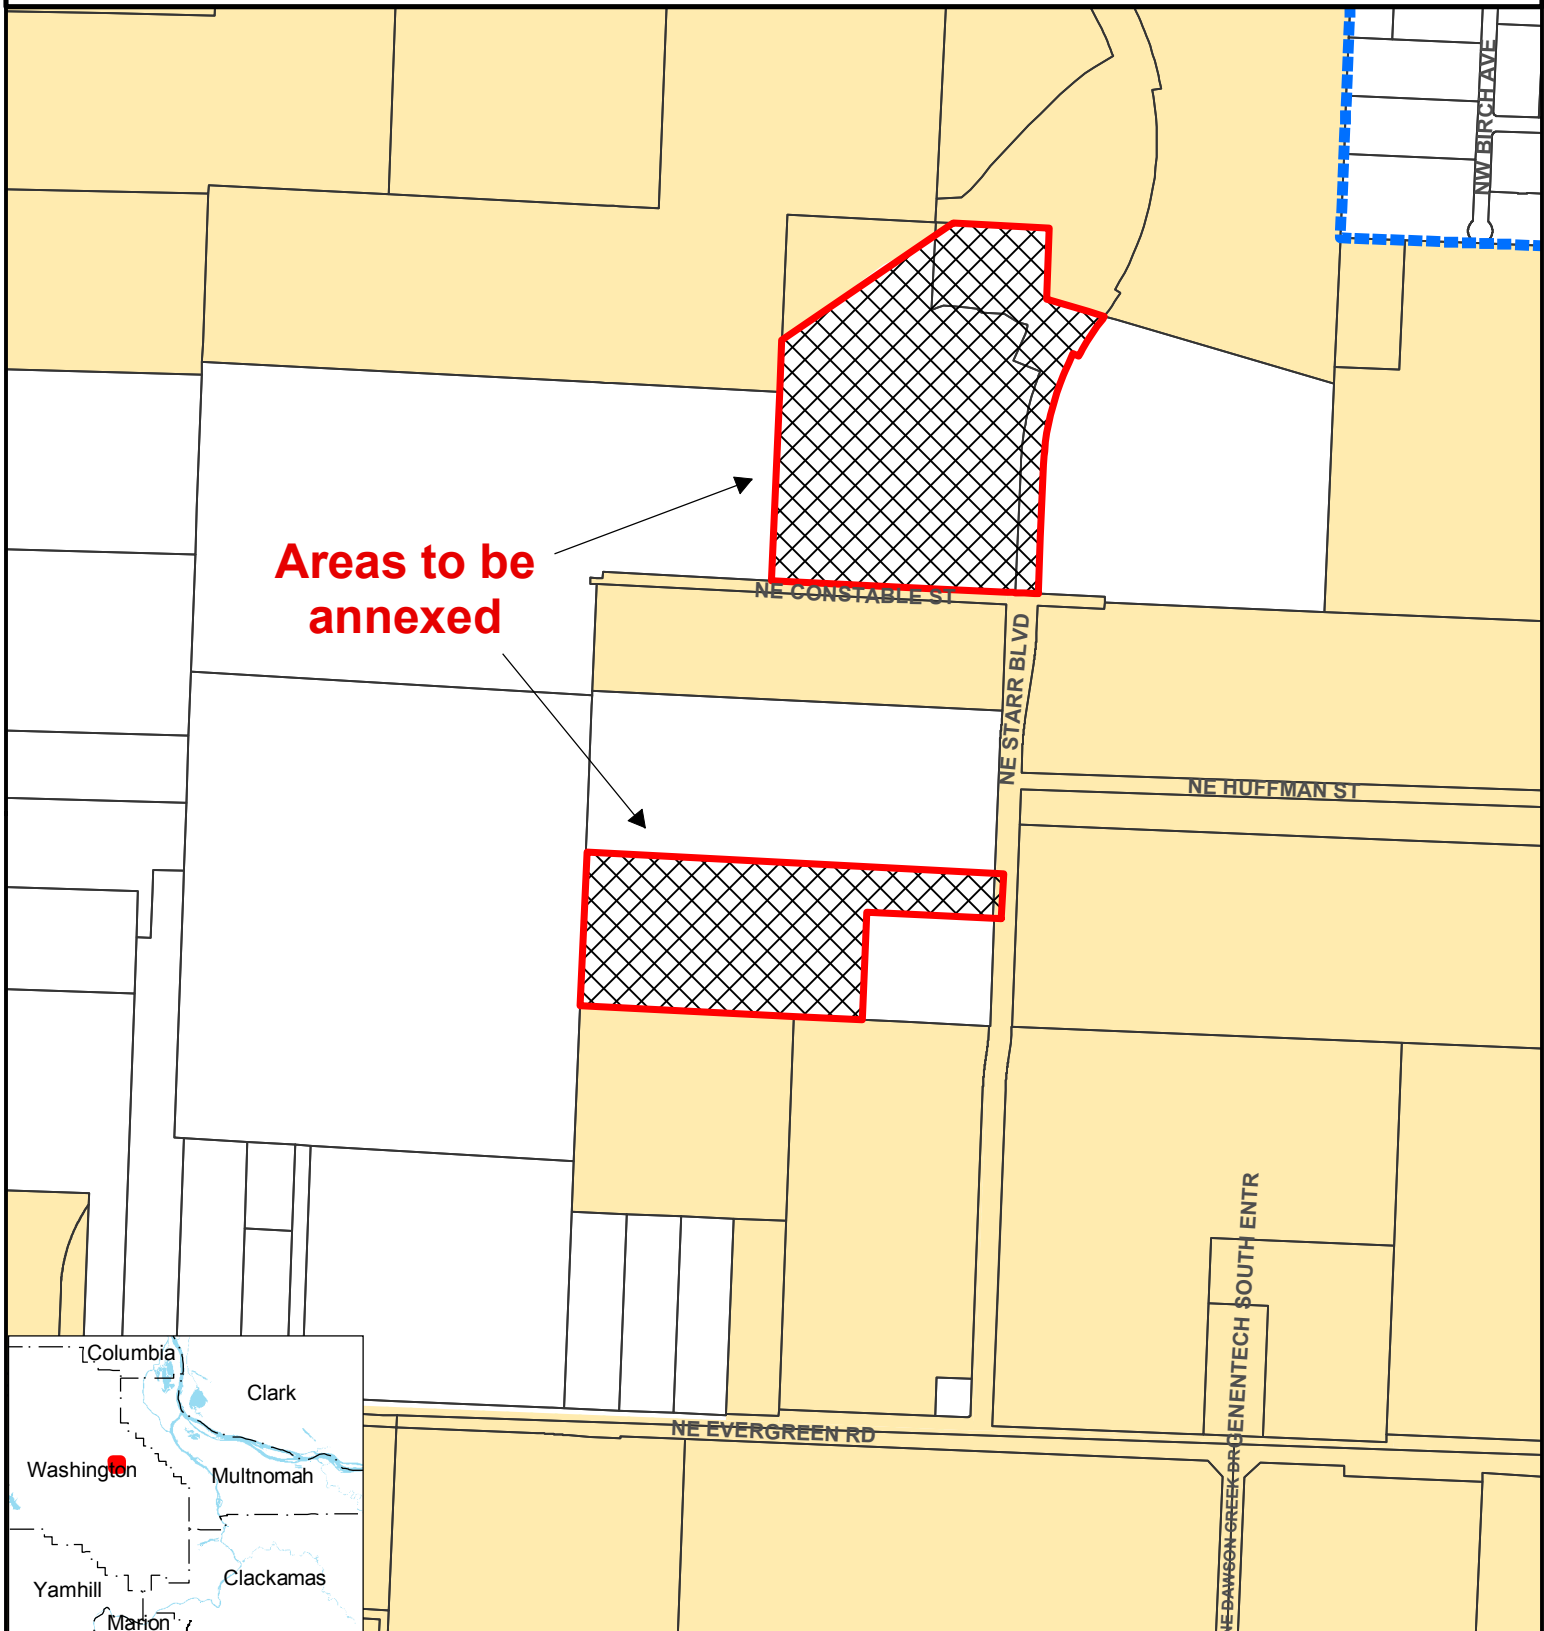 NW BIRCH AVE
Areas to be
annexed
NE CONSTABLE ST
NE STARR BLVD
NE HUFFMAN ST
GENENTECH SOUTH ENTR
NE EVERGREEN RD
NE DAWSON CREEK DR
Columbia
Clark
Washington
Multnomah
Yamhill
Clackamas
Marion